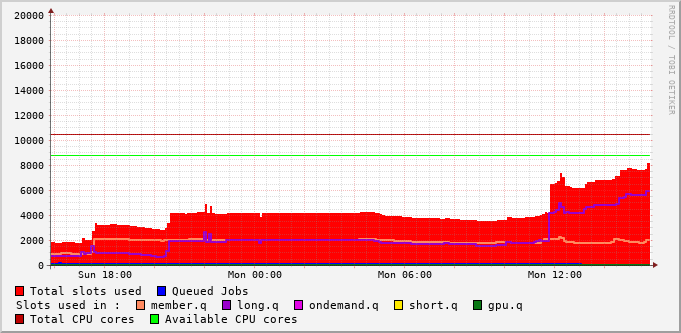 20000
18000
16000
14000
12000
10000
8000
6000
4000
2000
0
Sun 18:00 Mon 00:00 Mon 06:00 Mon 12:00
RRDTOOL / TOBI OETIKER
Total slots used Queued Jobs
Slots used in : member.q long.q ondemand.q short.q gpu.q
Total CPU cores Available CPU cores